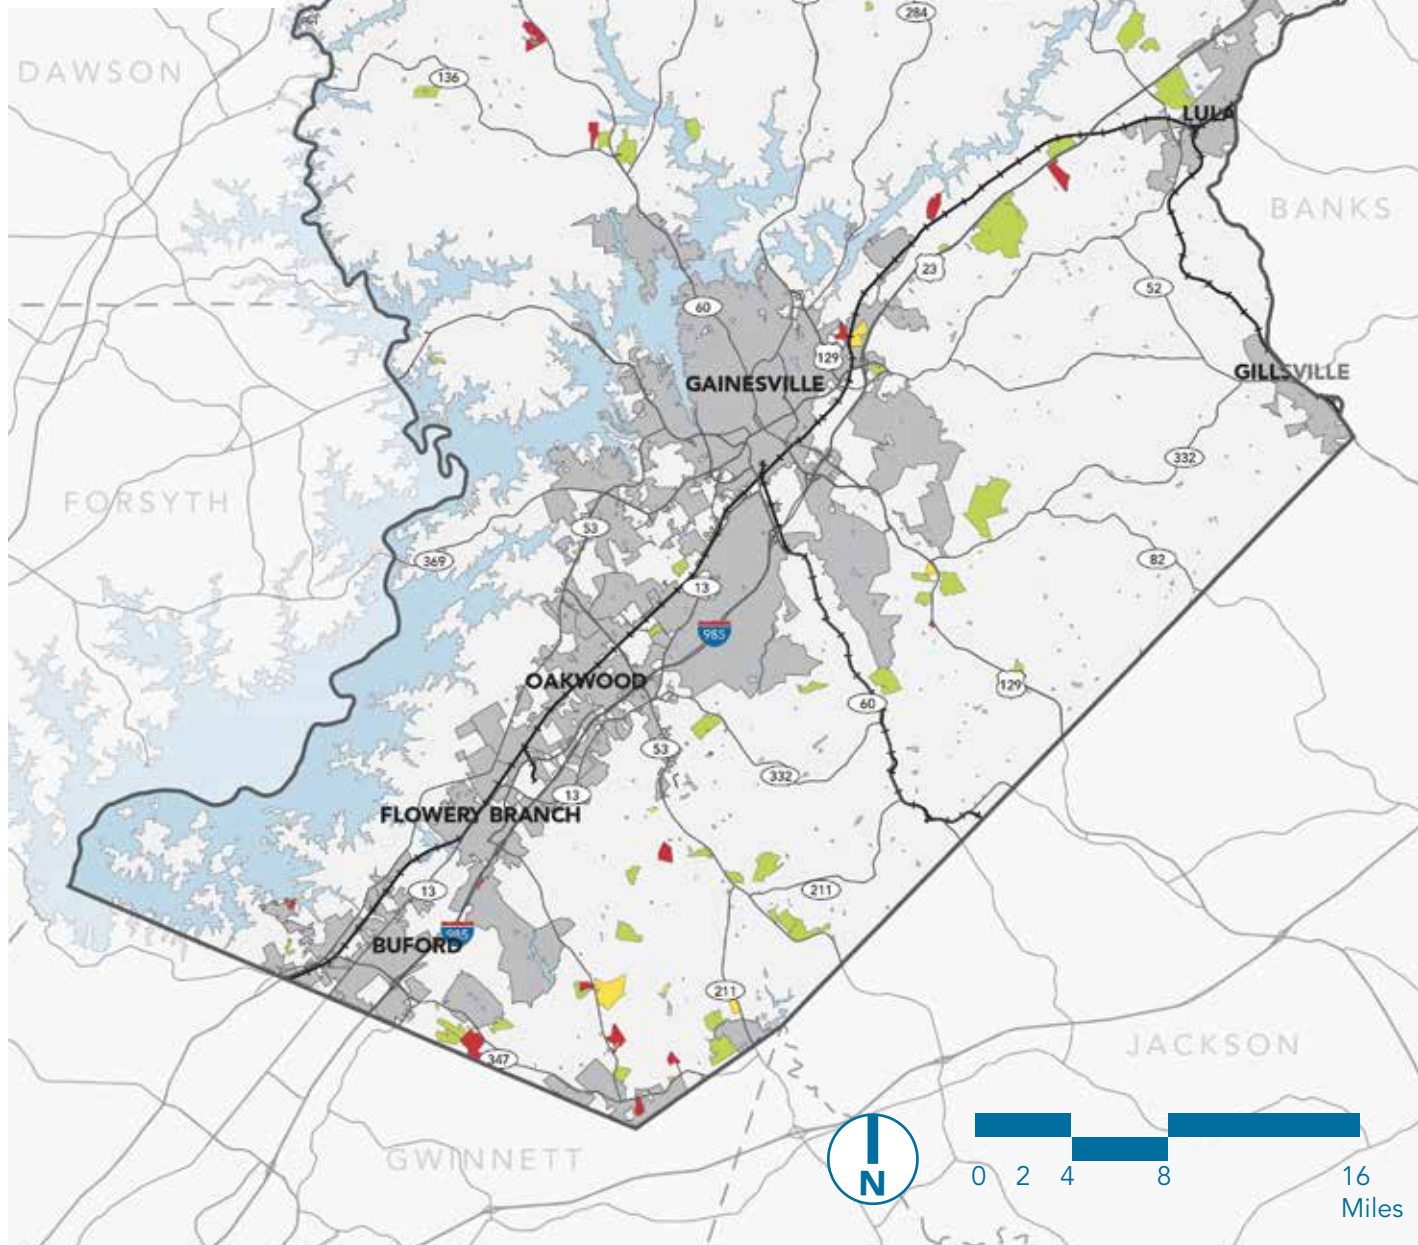 284
DAWSON
136
LULA
BANKS
23
52
60
129
GILLSVILLE
GAINESVILLE
332
FORSYTH
53
369
82
13
985
OAKWOOD
129
60
53
332
13
FLOWERY BRANCH
13
211
985
BUFORD
211
347
JACKSON
GWINNETT
N
0 2 4 8 16
Miles